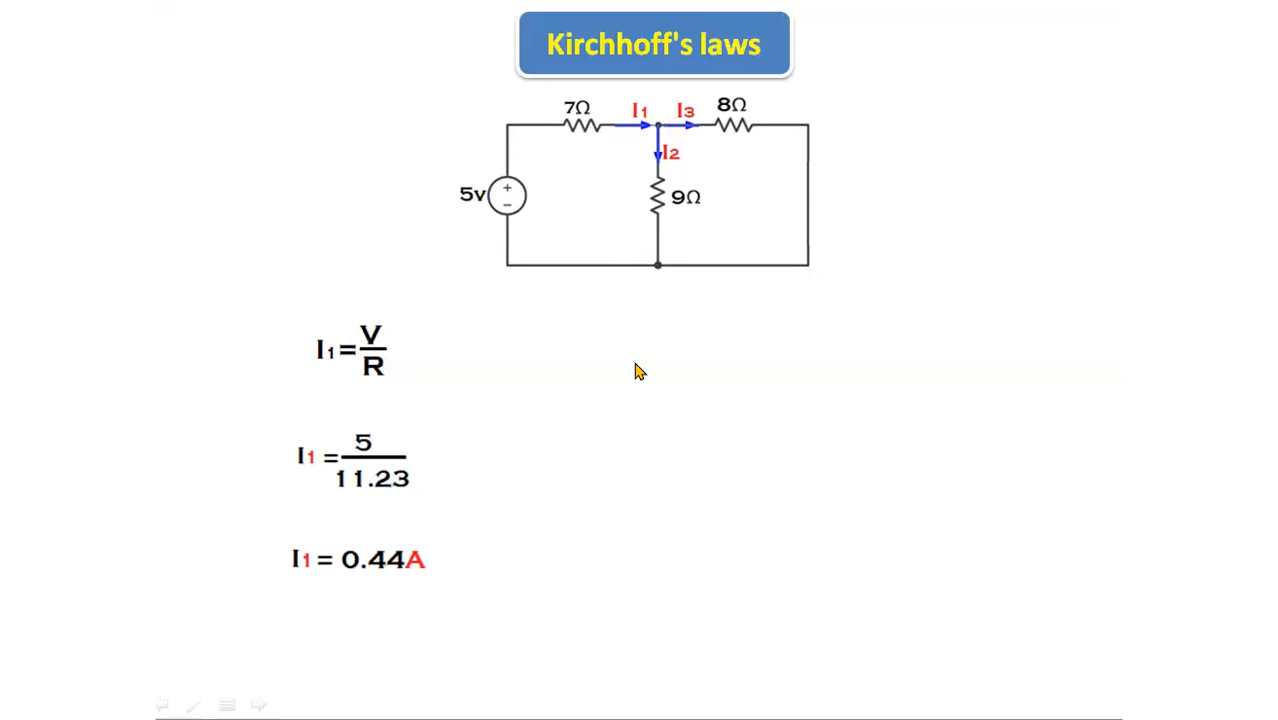 Kirchhoff's laws
7Ω I1 I3 8Ω
I2
5v + − 9Ω
I1 = V/R
I1 = 5/11.23
I1 = 0.44A